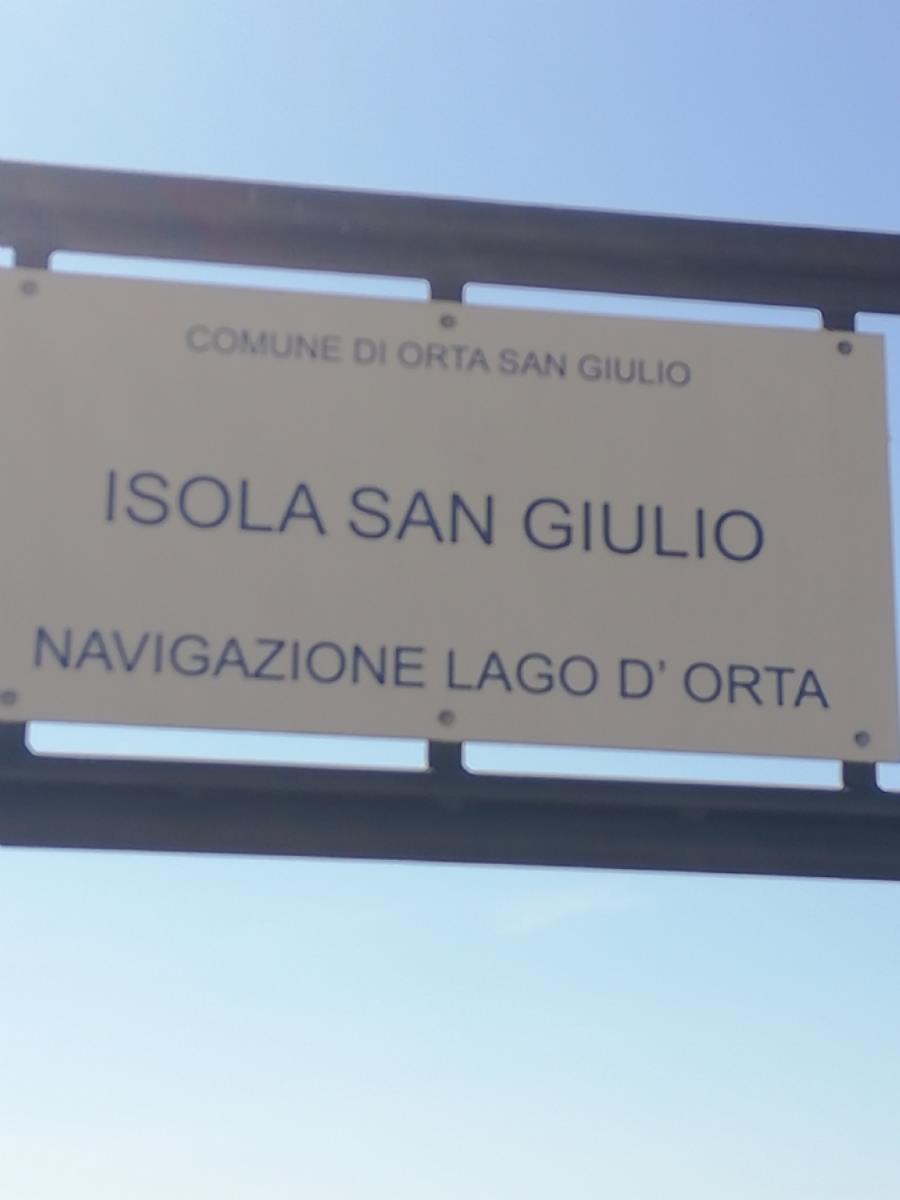 COMUNE DI ORTA SAN GIULIO
ISOLA SAN GIULIO
NAVIGAZIONE LAGO D' ORTA